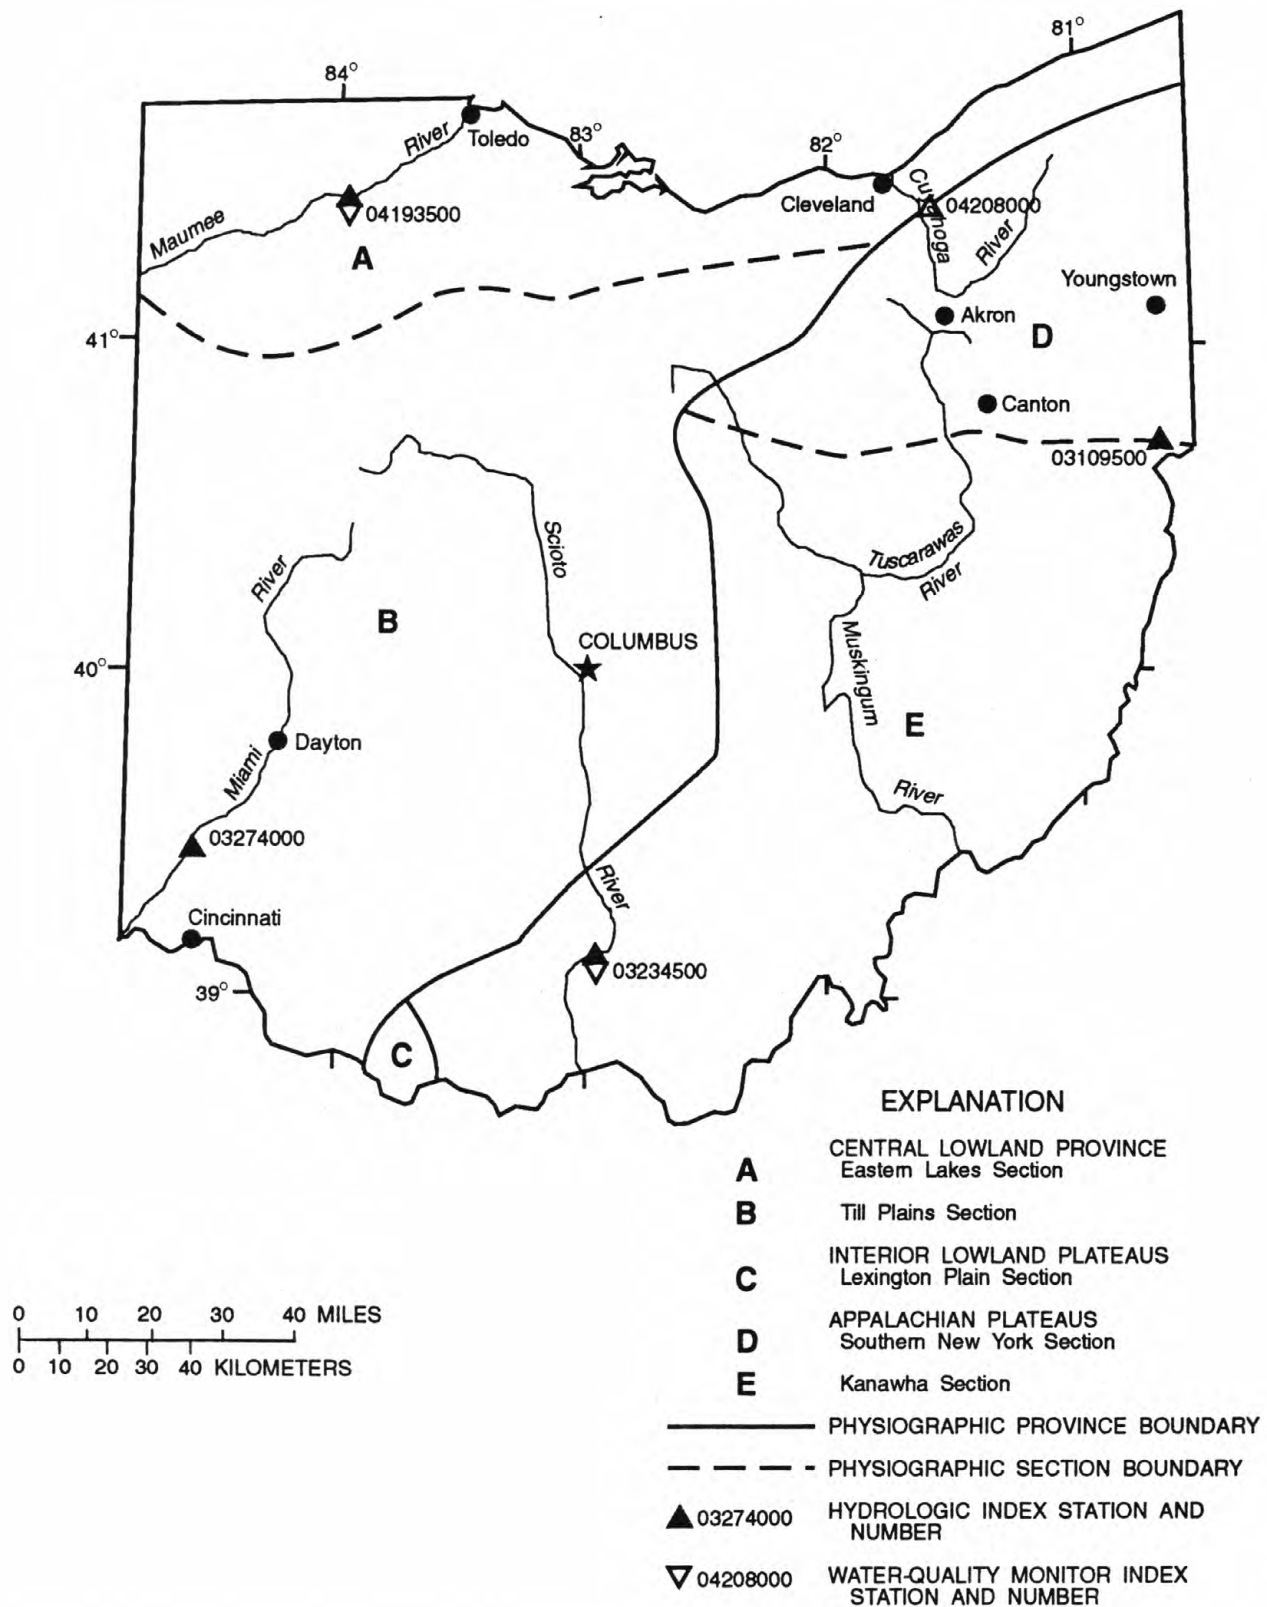 81°
84°
River
Toledo
83°
82°
Cleveland
Cuyahoga
04208000
Maumee
04193500
River
A
Youngstown
Akron
D
41°
Canton
03109500
Scioto
Tuscarawas
River
River
B
COLUMBUS
40°
Muskingum
E
Dayton
Miami
River
03274000
River
Cincinnati
03234500
39°
C
EXPLANATION
A
CENTRAL LOWLAND PROVINCE
Eastern Lakes Section
B
Till Plains Section
INTERIOR LOWLAND PLATEAUS
C
Lexington Plain Section
0 10 20 30 40 MILES
0 10 20 30 40 KILOMETERS
APPALACHIAN PLATEAUS
D
Southern New York Section
E
Kanawha Section
PHYSIOGRAPHIC PROVINCE BOUNDARY
PHYSIOGRAPHIC SECTION BOUNDARY
03274000
HYDROLOGIC INDEX STATION AND
NUMBER
04208000
WATER-QUALITY MONITOR INDEX
STATION AND NUMBER